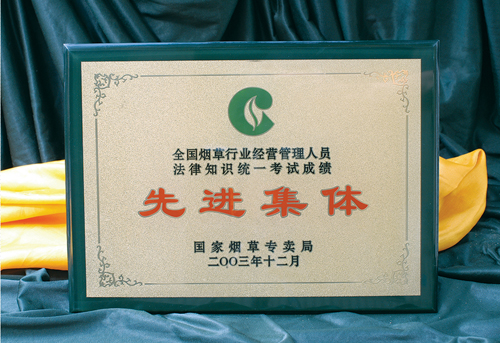 全国烟草行业经营管理人员
法律知识统一考试成绩
先进集体
国家烟草专卖局
二〇〇三年十二月